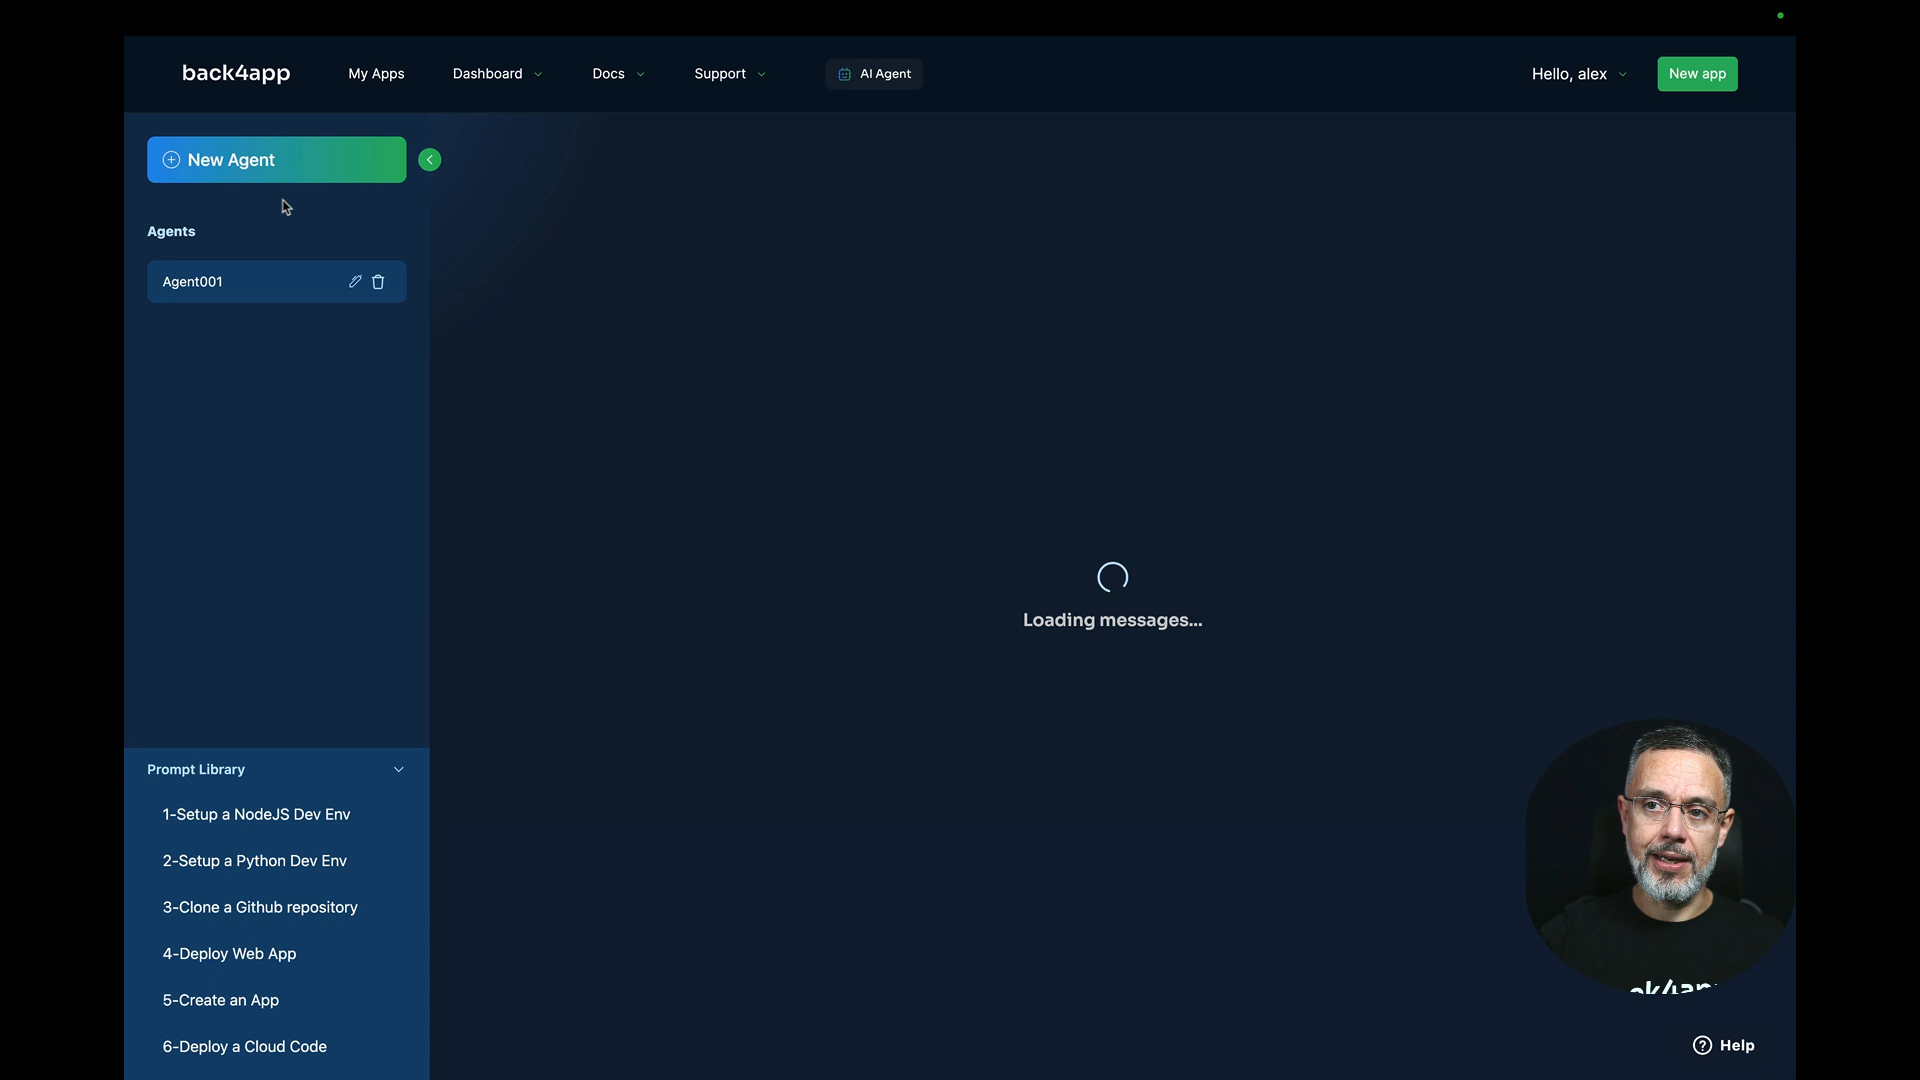 back4app
My Apps
Dashboard
Docs
Support
AI Agent
Hello, alex
New app
New Agent
Agents
Agent001
Loading messages...
Prompt Library
1-Setup a NodeJS Dev Env
2-Setup a Python Dev Env
3-Clone a Github repository
4-Deploy Web App
5-Create an App
6-Deploy a Cloud Code
Help